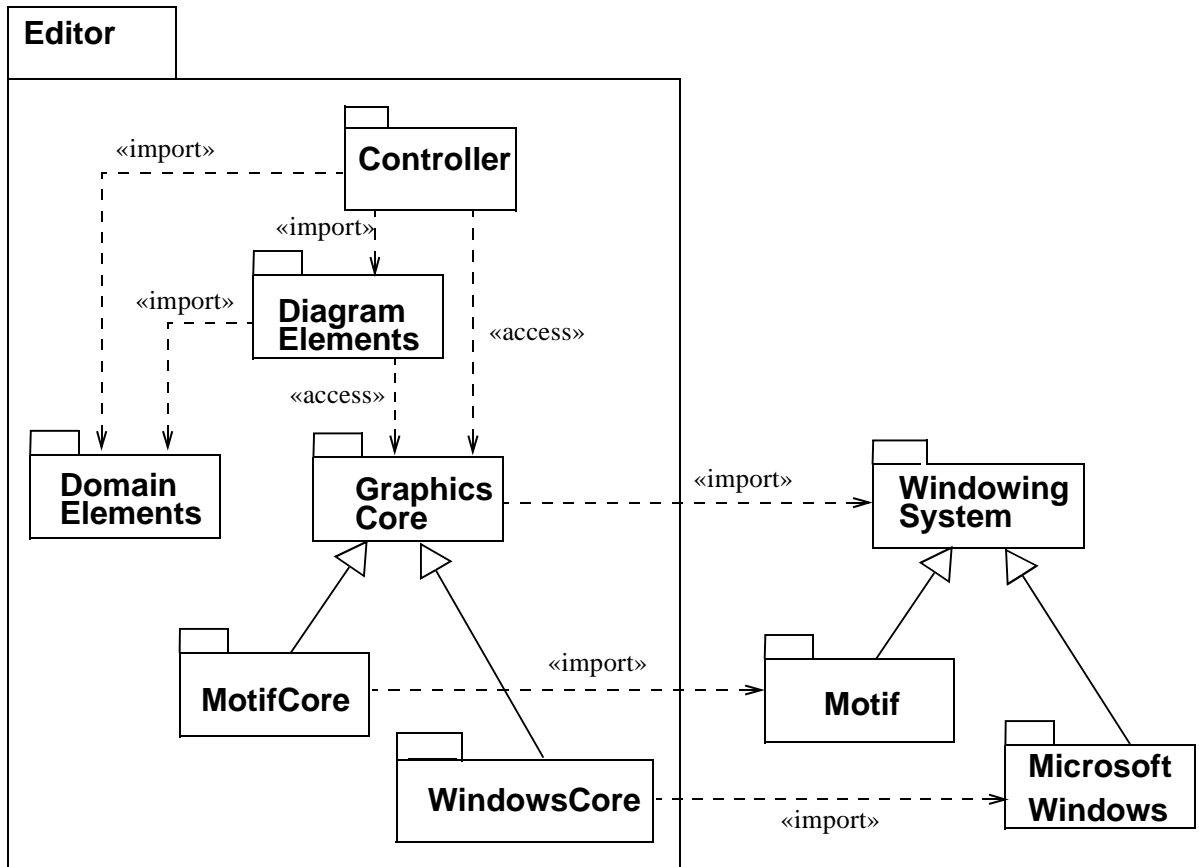 Editor
«import»
Controller
«import»
«import»
Diagram
Elements
«access»
«access»
Domain
Elements
Graphics
Core
«import»
Windowing
System
MotifCore
«import»
Motif
WindowsCore
«import»
Microsoft
Windows